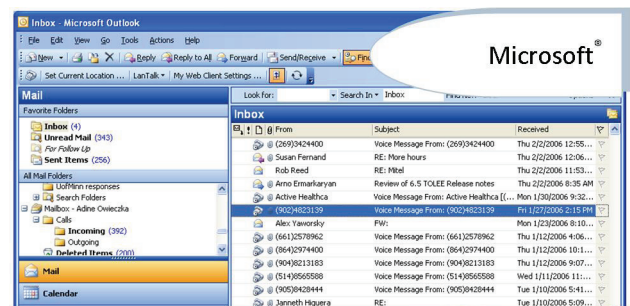 Inbox - Microsoft Outlook
Microsoft®
File Edit View Go Tools Actions Help
New Reply Reply to All Forward Send/Receive Find
Set Current Location ... LanTalk My Web Client Settings ...
Mail
Look for: Search In Inbox
Favorite Folders
Inbox (4)
Unread Mail (343)
For Follow Up
Sent Items (256)
All Mail Folders
UofMinn responses
Search Folders
Mailbox - Adine Owieczka
Calls
Incoming (392)
Outgoing
Deleted Items (200)
Mail
Calendar
Inbox
From Subject Received
(269)3424400 Voice Message From: (269)3424400 Thu 2/2/2006 12:55...
Susan Fernand RE: More hours Thu 2/2/2006 12:06...
Rob Reed RE: Mitel Thu 2/2/2006 11:53...
Arno Emarkaryan Review of 6.5 TOLEE Release notes Thu 2/2/2006 8:35 AM
Active Healthca Voice Message From: Active Healthca [(... Mon 1/30/2006 9:32...
(902)4823139 Voice Message From: (902)4823139 Fri 1/27/2006 2:15 PM
Alex Yaworsky FW: Mon 1/23/2006 8:10...
(661)2578962 Voice Message From: (661)2578962 Thu 1/12/2006 4:06...
(864)2974400 Voice Message From: (864)2974400 Thu 1/12/2006 10:1...
(904)8213183 Voice Message From: (904)8213183 Thu 1/12/2006 9:07...
(514)8565588 Voice Message From: (514)8565588 Wed 1/11/2006 11:...
(905)8428444 Voice Message From: (905)8428444 Tue 1/10/2006 5:41...
Janneth Higuera RE: Tue 1/10/2006 5:09...